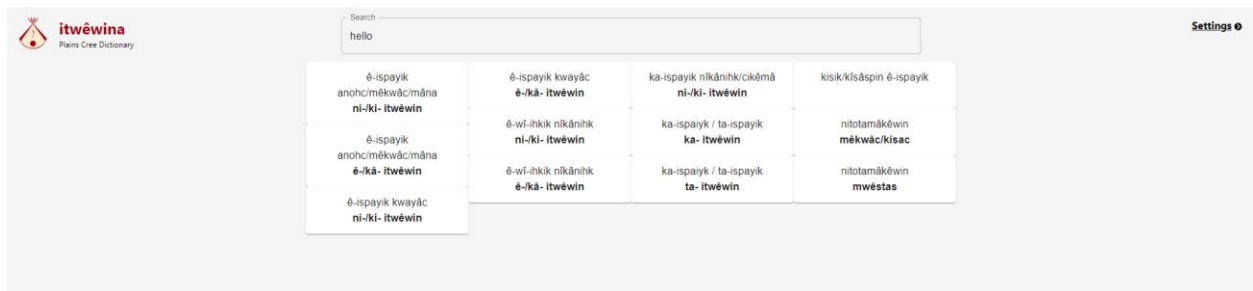 itwêwina
Plains Cree Dictionary
Search
hello
Settings
ê-ispayik
anohc/mêkwâc/mâna
ni-/ki- itwêwin
ê-ispayik
anohc/mêkwâc/mâna
ê-/kâ- itwêwin
ê-ispayik kwayâc
ni-/ki- itwêwin
ê-ispayik kwayâc
ê-/kâ- itwêwin
ê-wî-ihkik nîkânihk
ni-/ki- itwêwin
ê-wî-ihkik nîkânihk
ê-/kâ- itwêwin
ka-ispayik nîkânihk/cikêmâ
ni-/ki- itwêwin
ka-ispaiyk / ta-ispayik
ka- itwêwin
ka-ispaiyk / ta-ispayik
ta- itwêwin
kisik/kîsâspin ê-ispayik
nitotamâkêwin
mêkwâc/kîsac
nitotamâkêwin
mwêstas